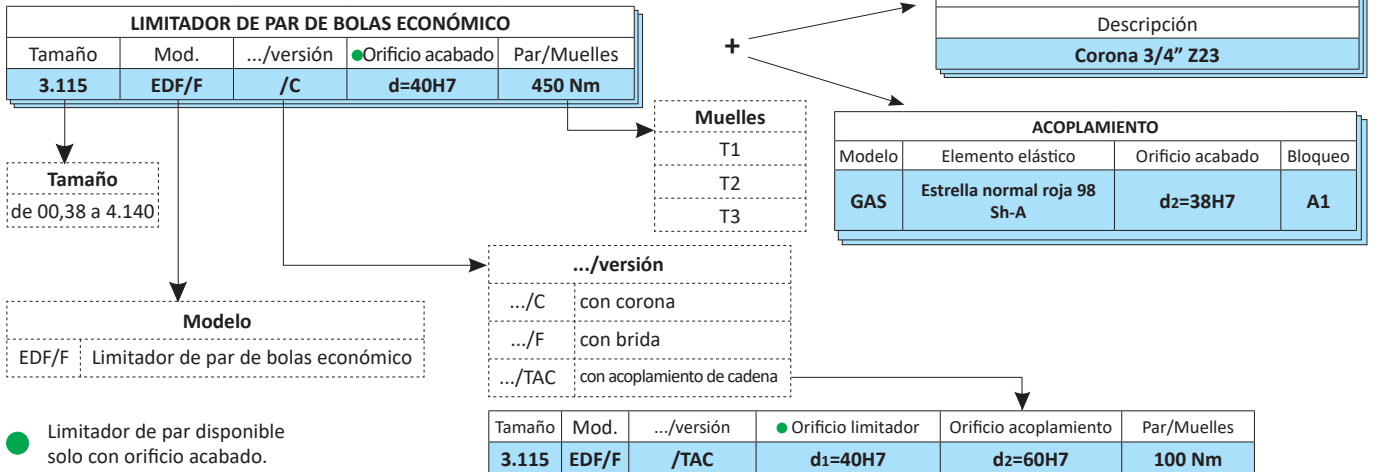 LIMITADOR DE PAR DE BOLAS ECONÓMICO
Tamaño Mod. .../versión Orificio acabado Par/Muelles
3.115 EDF/F /C d=40H7 450 Nm
+
Descripción
Corona 3/4” Z23
ACOPLAMIENTO
Modelo Elemento elástico Orificio acabado Bloqueo
GAS Estrella normal roja 98 Sh-A d2=38H7 A1
Muelles
T1
T2
T3
Tamaño
de 00,38 a 4.140
.../versión
.../C con corona
.../F con brida
.../TAC con acoplamiento de cadena
Modelo
EDF/F Limitador de par de bolas económico
Limitador de par disponible
solo con orificio acabado.
Tamaño Mod. .../versión Orificio limitador Orificio acoplamiento Par/Muelles
3.115 EDF/F /TAC d1=40H7 d2=60H7 100 Nm